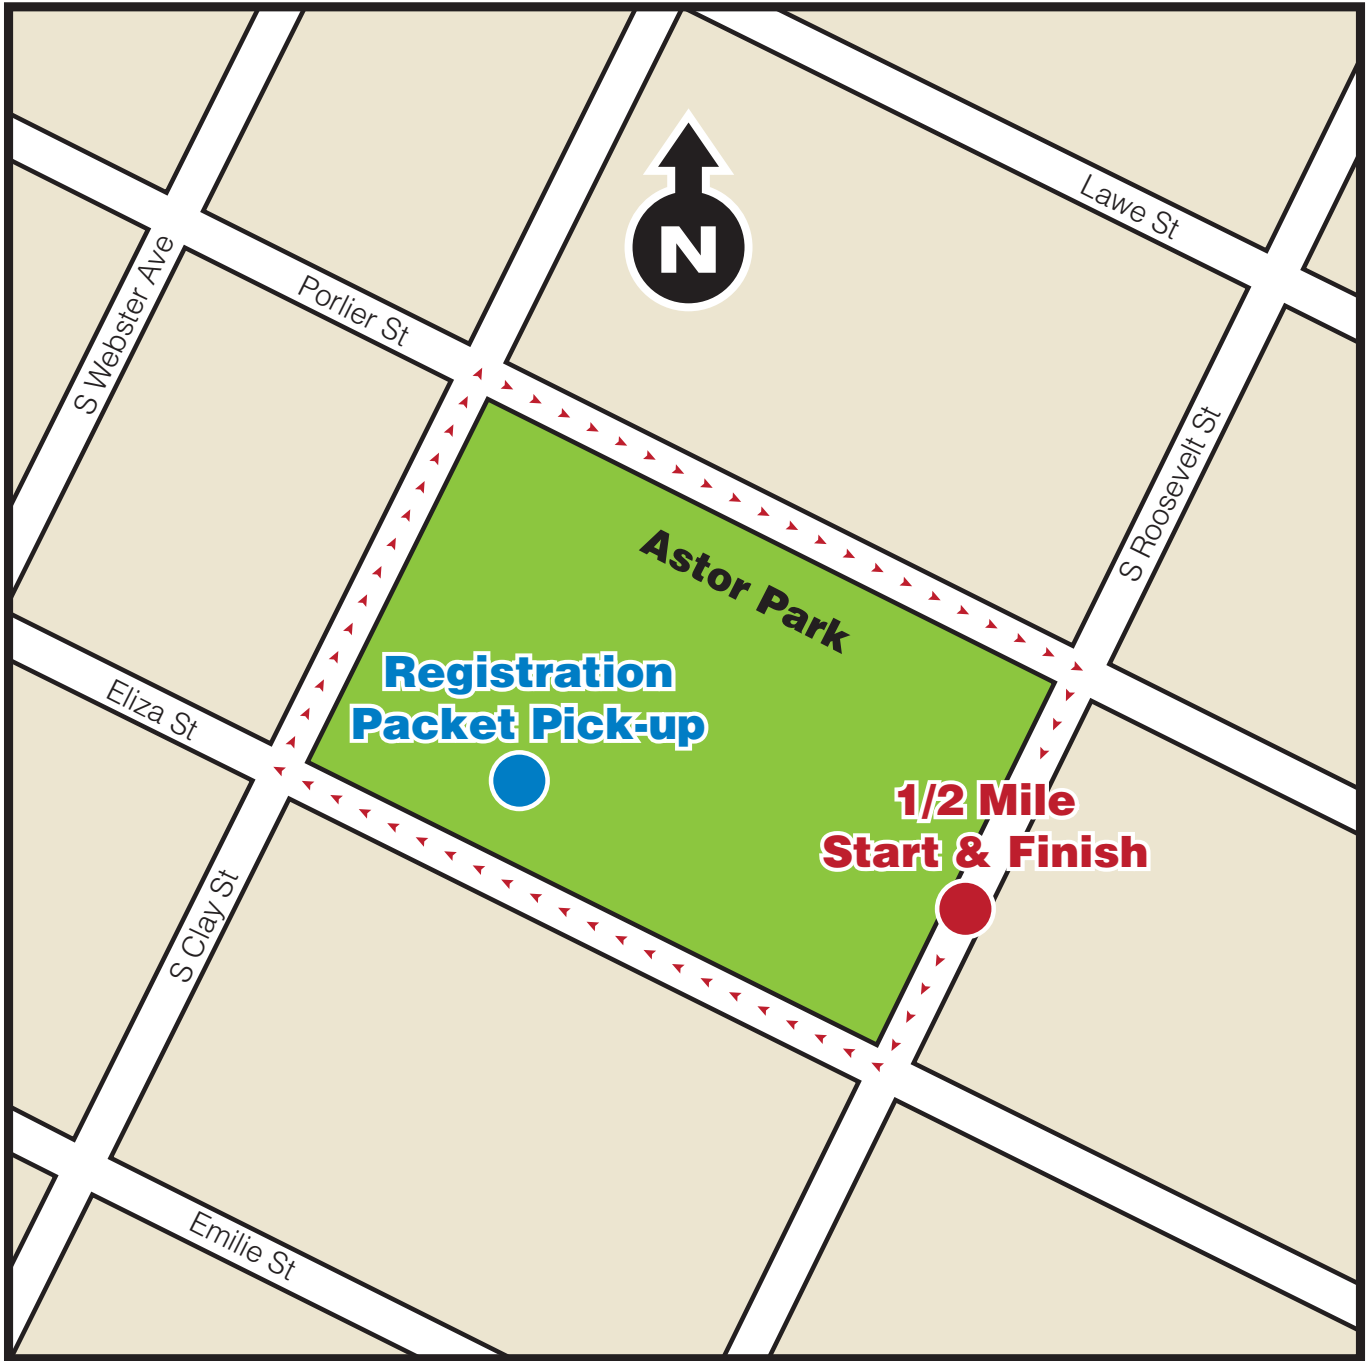 Lawe St
N
S Webster Ave
Porlier St
S Roosevelt St
Astor Park
Registration
Packet Pick-up
Eliza St
1/2 Mile
Start & Finish
S Clay St
Emilie St